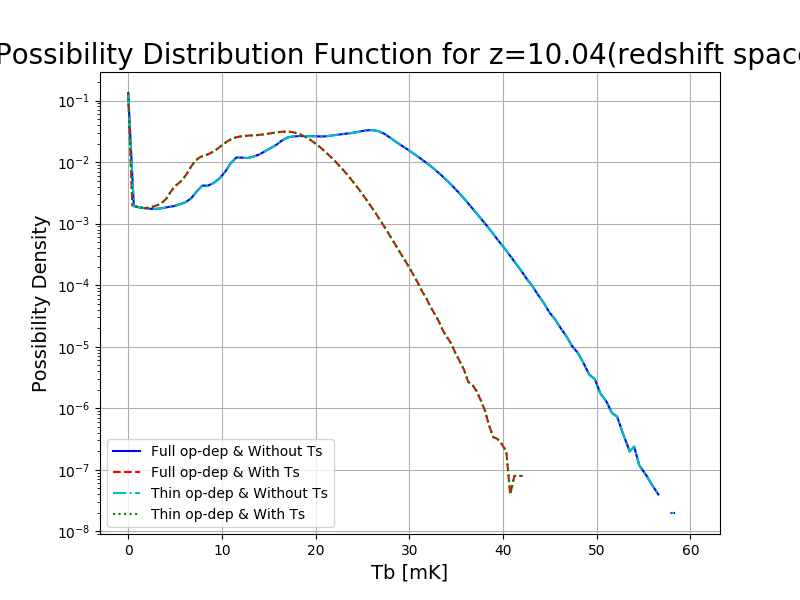 Possibility Distribution Function for z=10.04(redshift spac
Possibility Density
10⁻¹
10⁻²
10⁻³
10⁻⁴
10⁻⁵
10⁻⁶
10⁻⁷
10⁻⁸
Full op-dep & Without Ts
Full op-dep & With Ts
Thin op-dep & Without Ts
Thin op-dep & With Ts
0 10 20 30 40 50 60
Tb [mK]